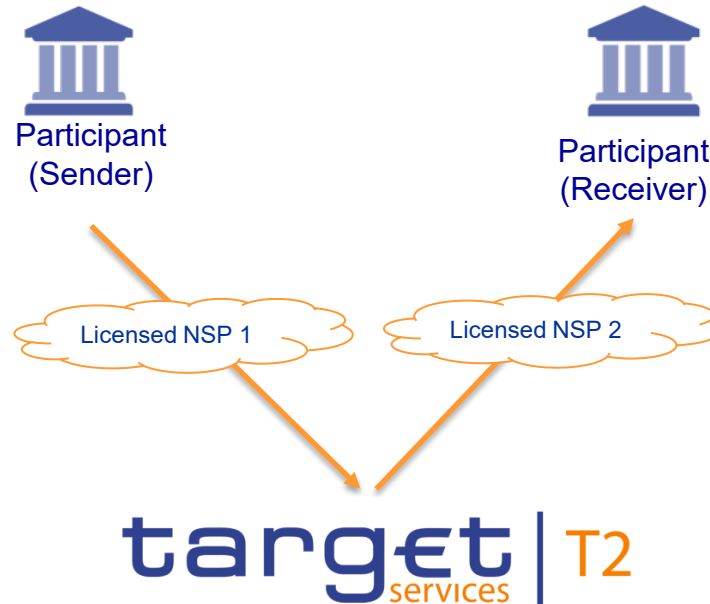 Participant
(Sender)
Participant
(Receiver)
Licensed NSP 1
Licensed NSP 2
target | T2
services